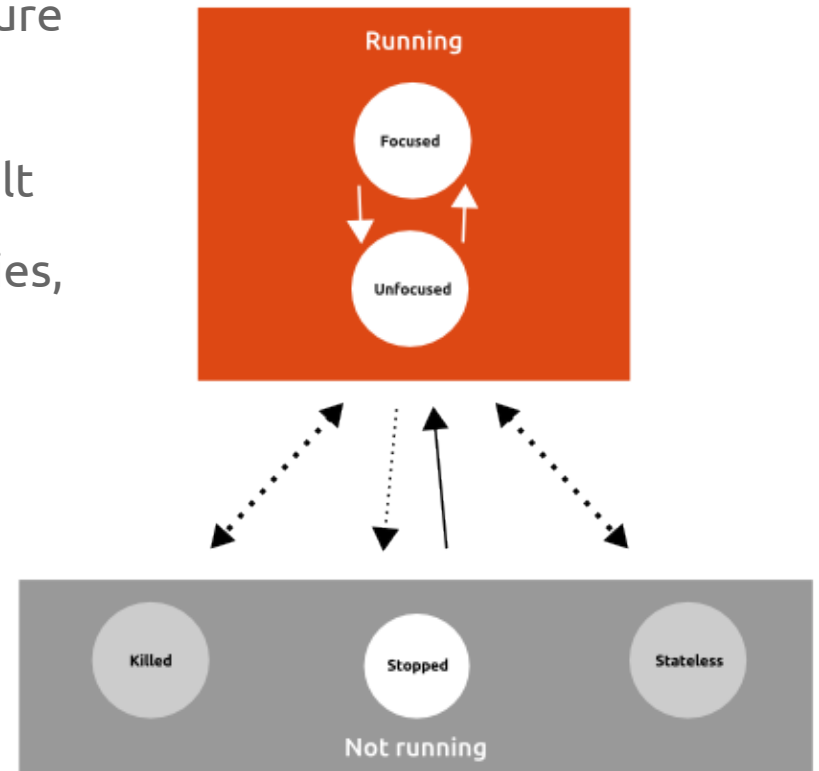 ure
lt
es,
Running
Focused
Unfocused
Killed
Stopped
Stateless
Not running